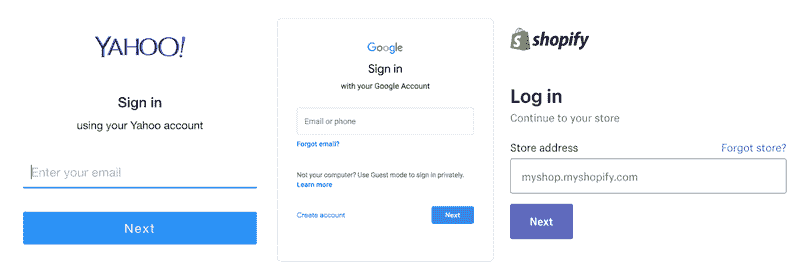 YAHOO!
Sign in
using your Yahoo account
Enter your email
Next
Google
Sign in
with your Google Account
Email or phone
Forgot email?
Not your computer? Use Guest mode to sign in privately.
Learn more
Create account
Next
shopify
Log in
Continue to your store
Store address
Forgot store?
myshop.myshopify.com
Next